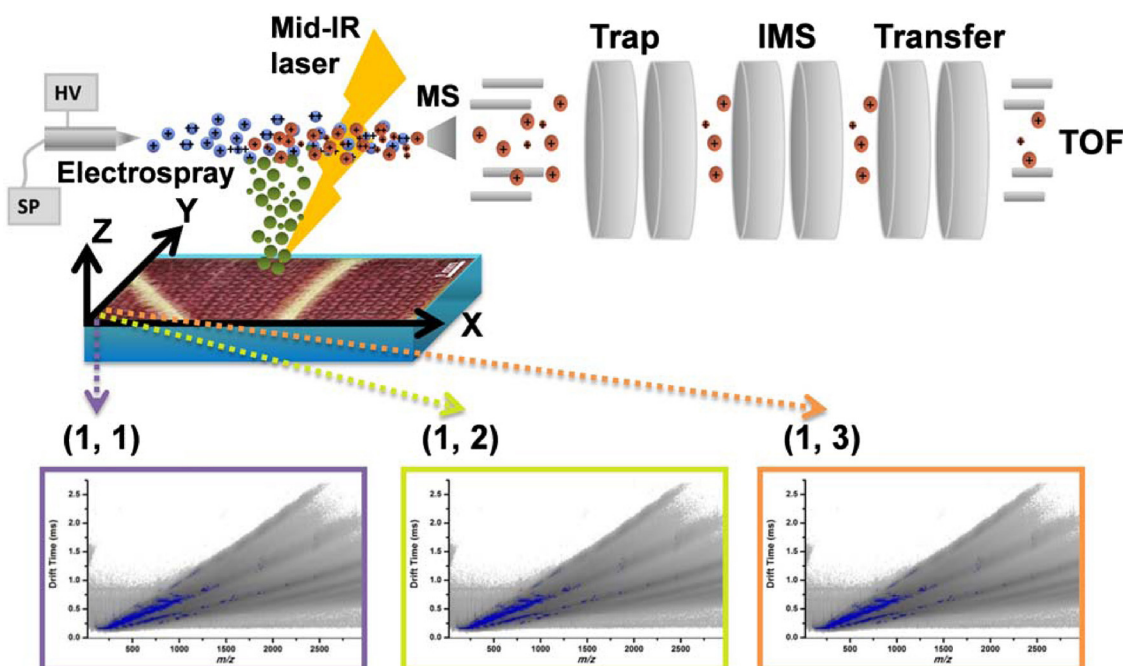 Mid-IR
laser
Trap
IMS
Transfer
HV
MS
TOF
Electrospray
SP
Z
Y
X
(1, 1)
(1, 2)
(1, 3)
Drift Time (ms)
2.5
2.0
1.5
1.0
0.5
0.0
500
1000
1500
2000
2500
m/z
Drift Time (ms)
2.5
2.0
1.5
1.0
0.5
0.0
500
1000
1500
2000
2500
m/z
Drift Time (ms)
2.5
2.0
1.5
1.0
0.5
0.0
500
1000
1500
2000
2500
m/z